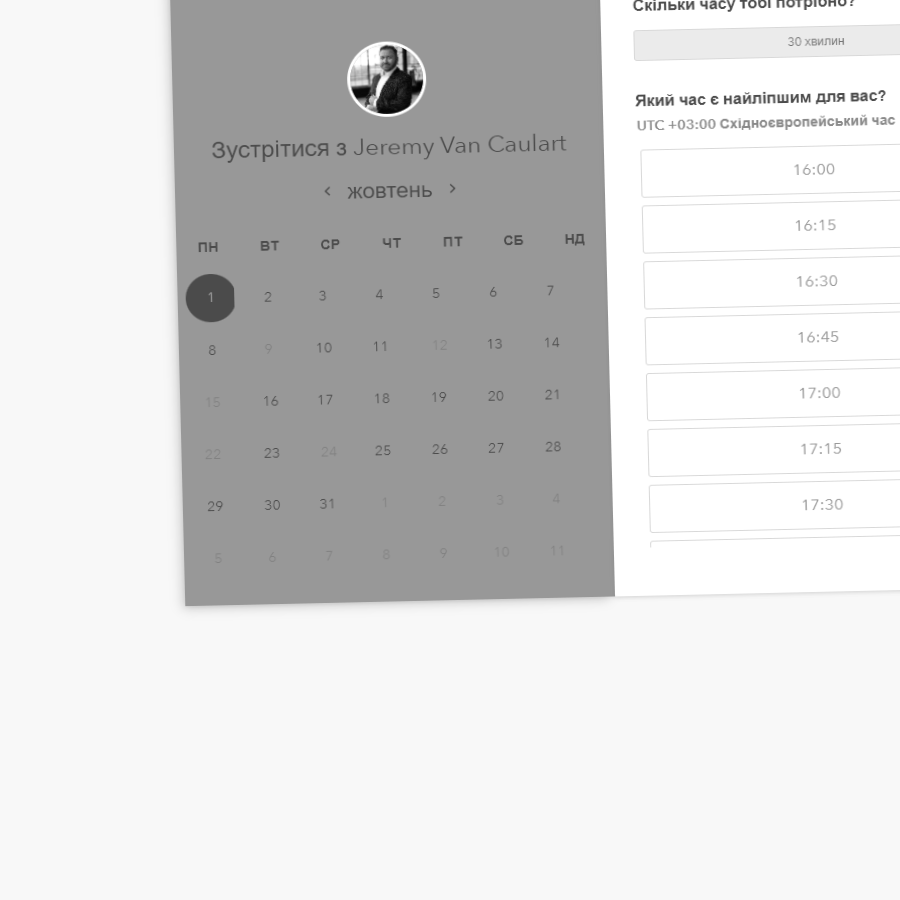 Зустрітися з Jeremy Van Caulart
‹ жовтень ›
ПН ВТ СР ЧТ ПТ СБ НД
1 2 3 4 5 6 7
8 9 10 11 12 13 14
15 16 17 18 19 20 21
22 23 24 25 26 27 28
29 30 31 1 2 3 4
5 6 7 8 9 10 11
Скільки часу тобі потрібно?
30 хвилин
Який час є найліпшим для вас?
UTC +03:00 Східноєвропейський час
16:00
16:15
16:30
16:45
17:00
17:15
17:30